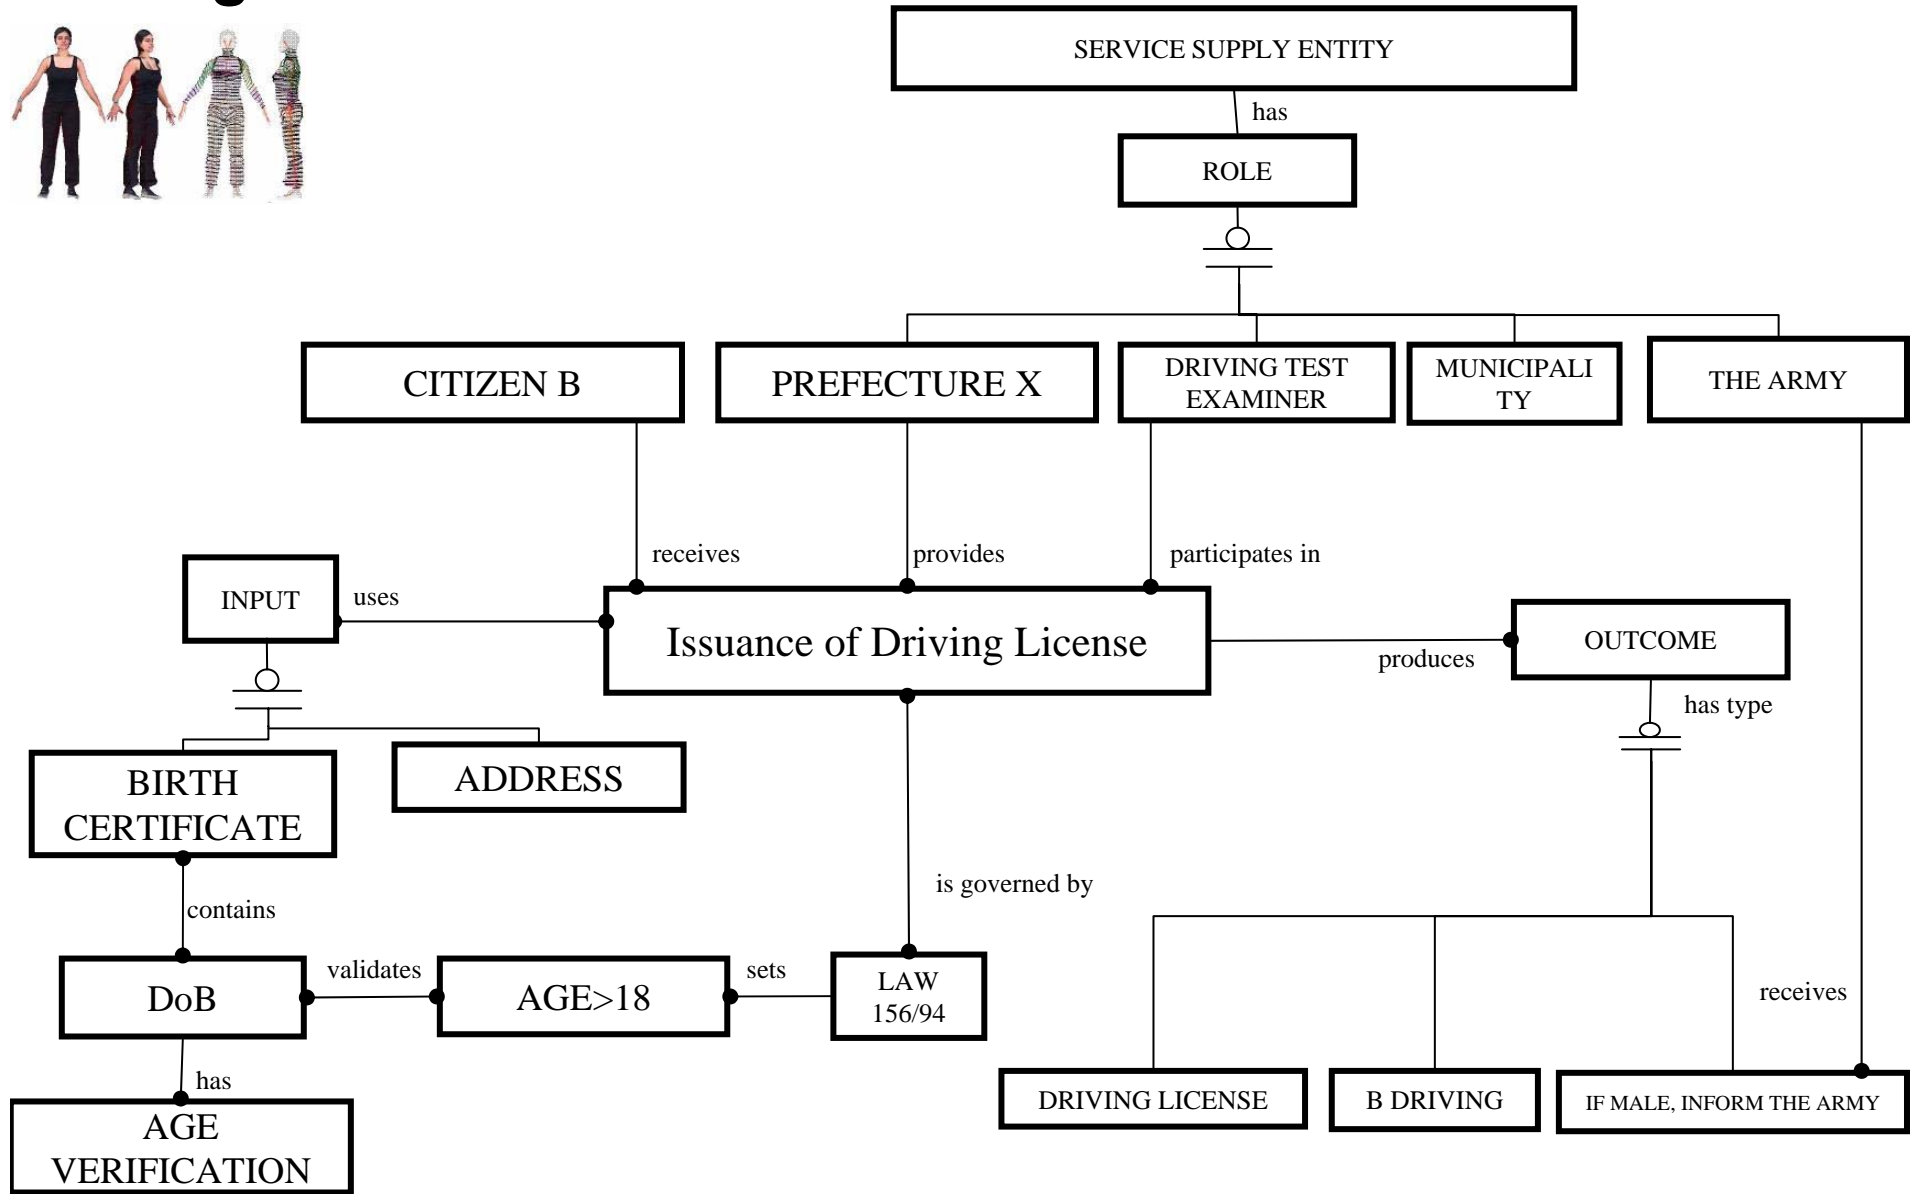 SERVICE SUPPLY ENTITY
has
ROLE
CITIZEN B
PREFECTURE X
DRIVING TEST
EXAMINER
MUNICIPALI
TY
THE ARMY
receives
provides
participates in
INPUT
uses
Issuance of Driving License
produces
OUTCOME
has type
BIRTH
CERTIFICATE
ADDRESS
is governed by
contains
DoB
validates
AGE>18
sets
LAW
156/94
receives
has
AGE
VERIFICATION
DRIVING LICENSE
B DRIVING
IF MALE, INFORM THE ARMY